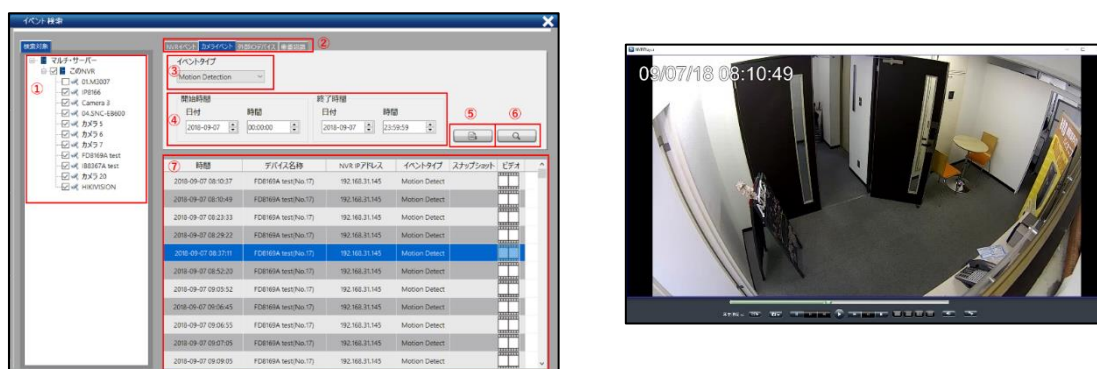 イベント検索
検索対象
マルチ・サーバー
このNVR
01.M3007
IP8166
Camera 3
04.SNC-EB600
カメラ 5
カメラ 6
カメラ 7
FD8169A test
IB8367A test
カメラ 20
HIKIVISION
①
NVRイベント カメライベント ②
イベントタイプ
③
Motion Detection
開始時間 終了時間
日付 時間 日付 時間
④ 2018-09-07 00:00:00 2018-09-07 23:59:59
⑤ ⑥
⑦ 時間 デバイス名称 NVR IPアドレス イベントタイプ スナップショット ビデオ
2018-09-07 08:10:37 FD8169A test(No.17) 192.168.31.145 Motion Detect
2018-09-07 08:10:49 FD8169A test(No.17) 192.168.31.145 Motion Detect
2018-09-07 08:23:33 FD8169A test(No.17) 192.168.31.145 Motion Detect
2018-09-07 08:29:22 FD8169A test(No.17) 192.168.31.145 Motion Detect
2018-09-07 08:37:11 FD8169A test(No.17) 192.168.31.145 Motion Detect
2018-09-07 08:52:20 FD8169A test(No.17) 192.168.31.145 Motion Detect
2018-09-07 09:05:52 FD8169A test(No.17) 192.168.31.145 Motion Detect
2018-09-07 09:06:45 FD8169A test(No.17) 192.168.31.145 Motion Detect
2018-09-07 09:06:55 FD8169A test(No.17) 192.168.31.145 Motion Detect
2018-09-07 09:07:05 FD8169A test(No.17) 192.168.31.145 Motion Detect
2018-09-07 09:09:05 FD8169A test(No.17) 192.168.31.145 Motion Detect
09/07/18 08:10:49